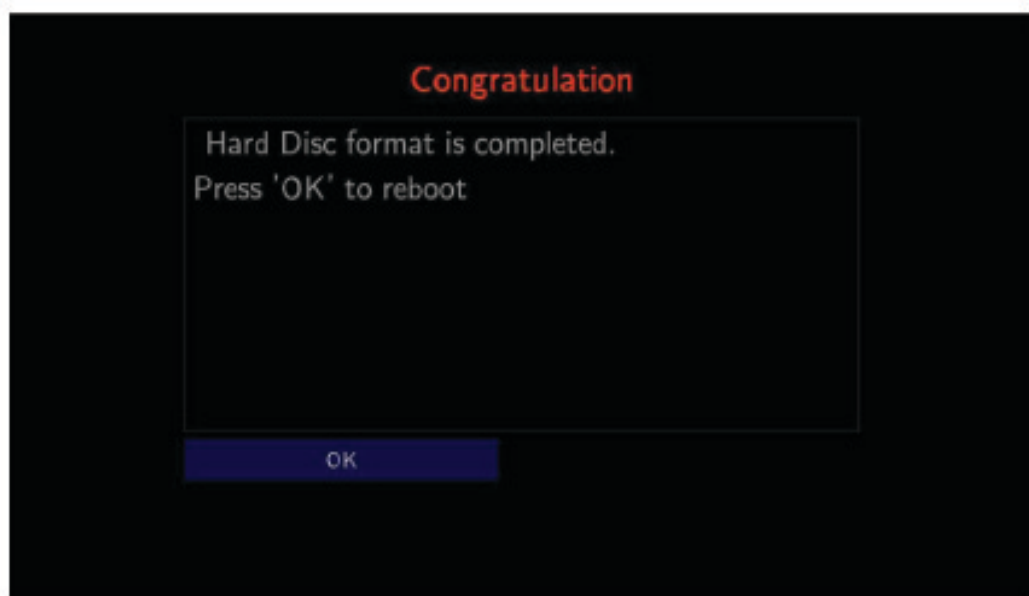 Congratulation
Hard Disc format is completed.
Press 'OK' to reboot
OK